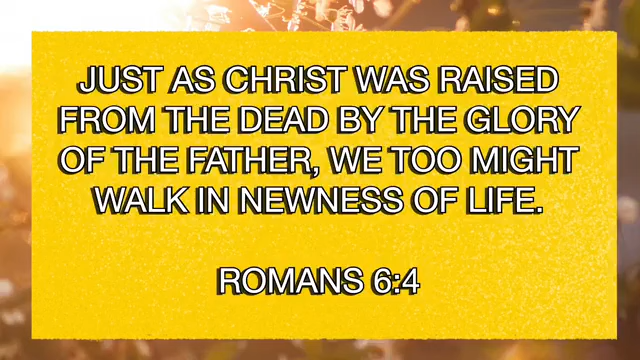 JUST AS CHRIST WAS RAISED
FROM THE DEAD BY THE GLORY
OF THE FATHER, WE TOO MIGHT
WALK IN NEWNESS OF LIFE.
ROMANS 6:4